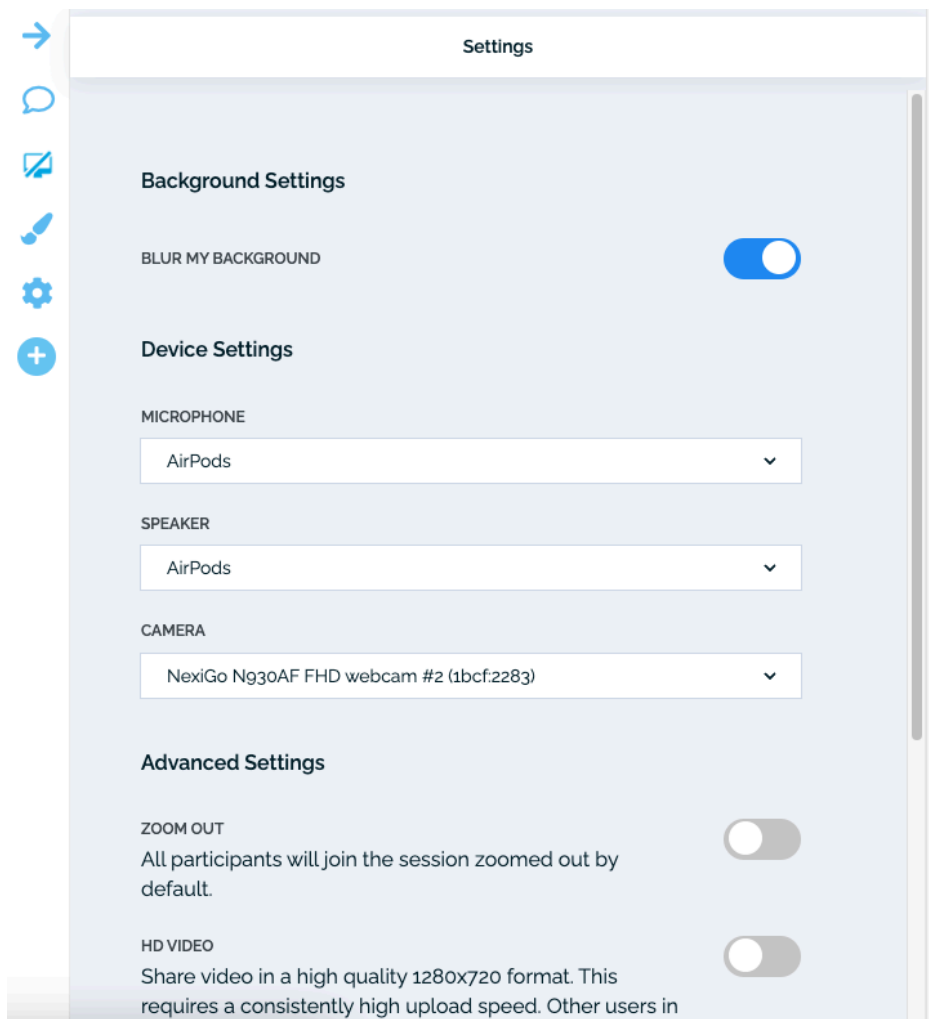 Settings
Background Settings
BLUR MY BACKGROUND
Device Settings
MICROPHONE
AirPods
SPEAKER
AirPods
CAMERA
NexiGo N930AF FHD webcam #2 (1bcf:2283)
Advanced Settings
ZOOM OUT
All participants will join the session zoomed out by
default.
HD VIDEO
Share video in a high quality 1280x720 format. This
requires a consistently high upload speed. Other users in